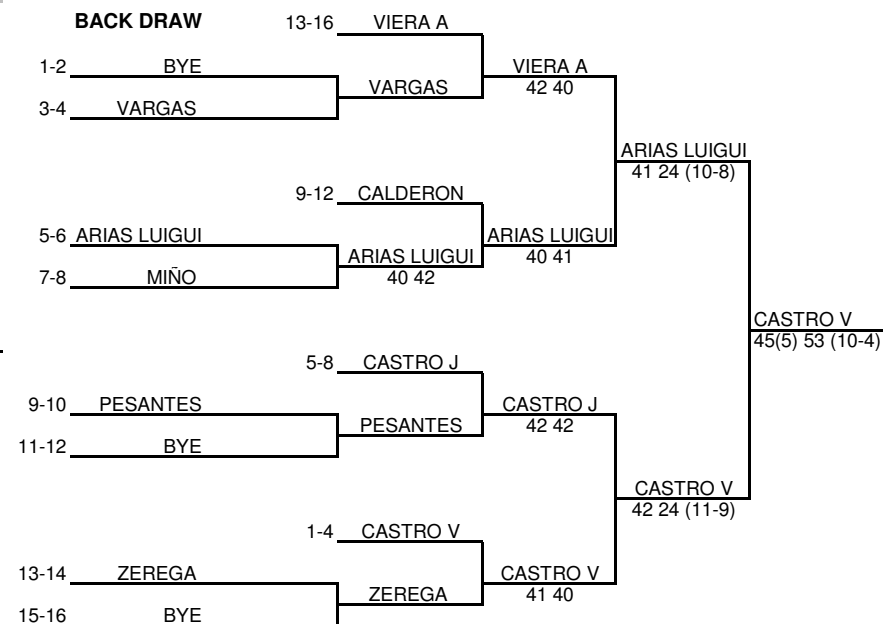 BACK DRAW
13-16 VIERA A
1-2 BYE
VIERA A
42 40
VARGAS
3-4 VARGAS
ARIAS LUIGUI
41 24 (10-8)
9-12 CALDERON
5-6 ARIAS LUIGUI
ARIAS LUIGUI
40 41
ARIAS LUIGUI
40 42
7-8 MIÑO
CASTRO V
45(5) 53 (10-4)
5-8 CASTRO J
9-10 PESANTES
CASTRO J
42 42
PESANTES
11-12 BYE
CASTRO V
42 24 (11-9)
1-4 CASTRO V
13-14 ZEREGA
CASTRO V
41 40
ZEREGA
15-16 BYE